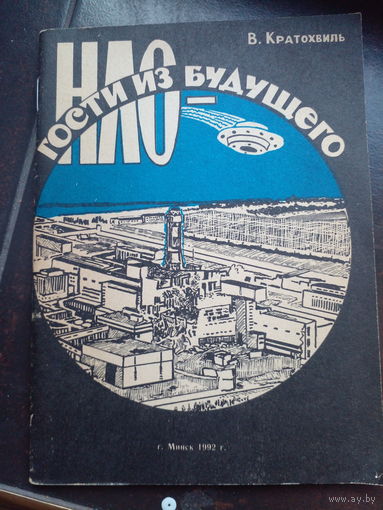 В. Кратохвиль
НЛО –
ГОСТИ ИЗ БУДУЩЕГО
г. Минск 1992 г.
www.ay.by